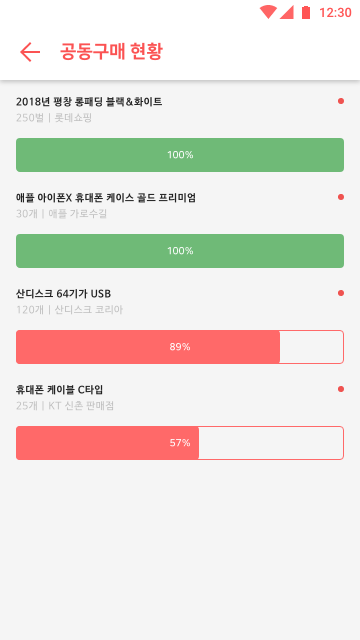 12:30
공동구매 현황
2018년 평창 롱패딩 블랙&화이트
250벌 | 롯데쇼핑
100%
애플 아이폰X 휴대폰 케이스 골드 프리미엄
30개 | 애플 가로수길
100%
산디스크 64기가 USB
120개 | 산디스크 코리아
89%
휴대폰 케이블 C타입
25개 | KT 신촌 판매점
57%